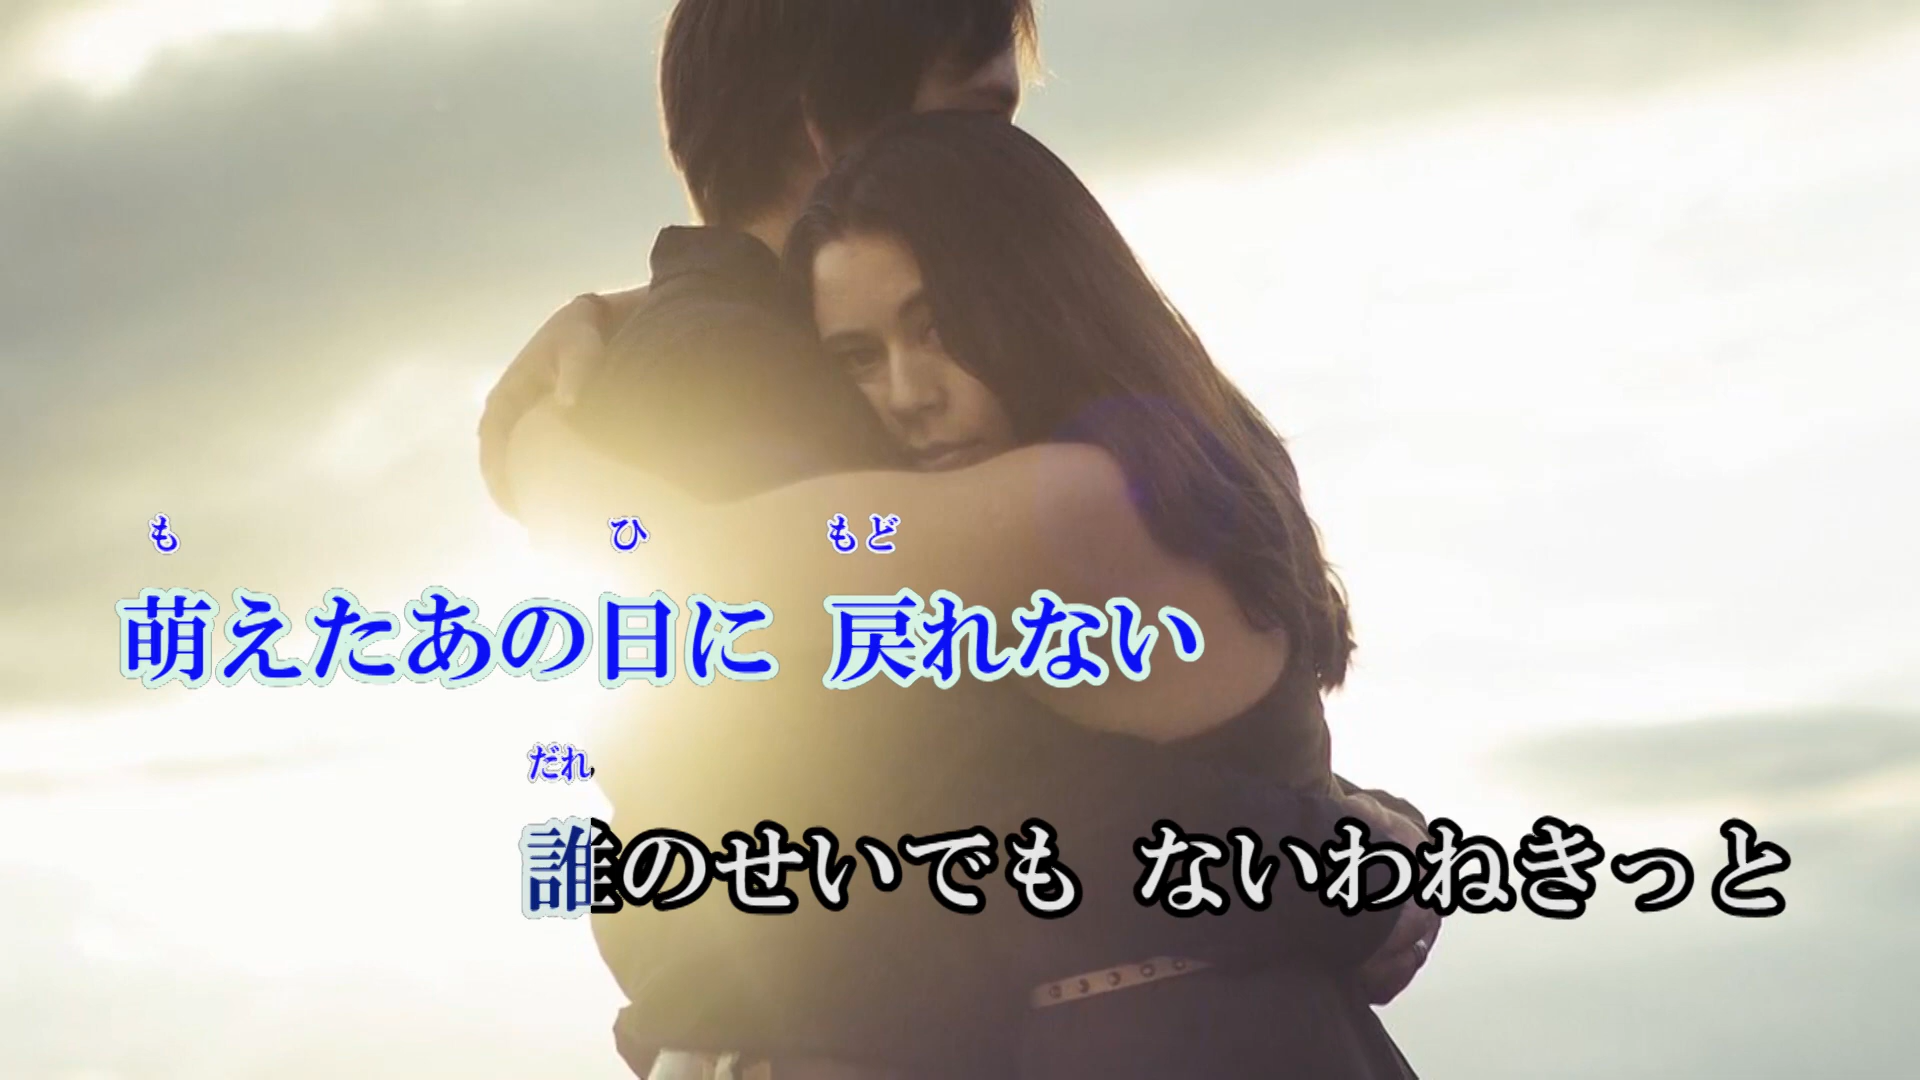 も ひ もど
萌えたあの日に 戻れない
だれ
誰のせいでも ないわねきっと